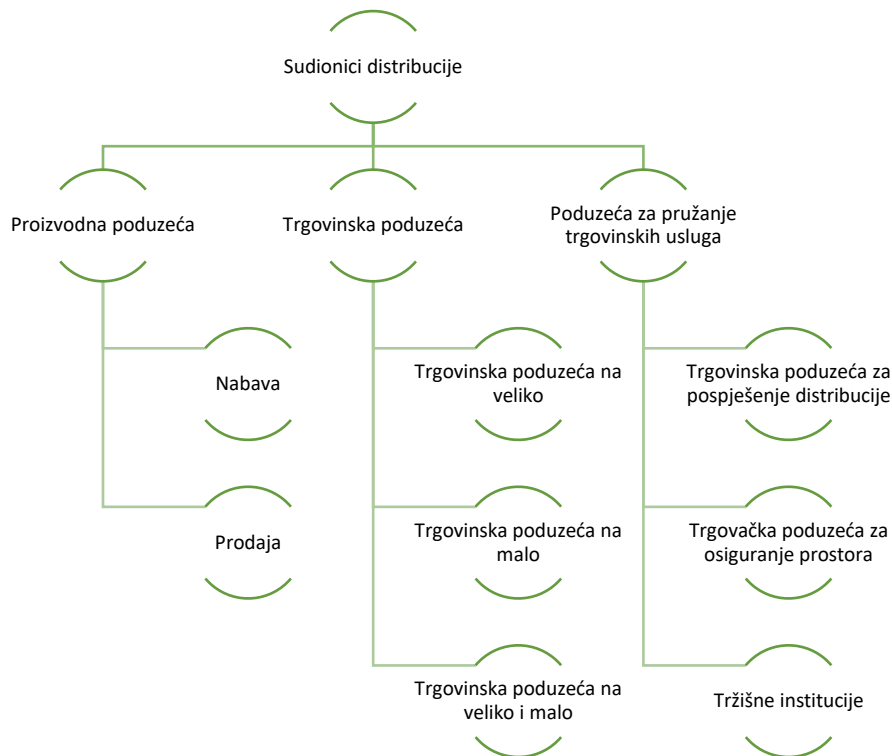 Sudionici distribucije
Proizvodna poduzeća
Trgovinska poduzeća
Poduzeća za pružanje
trgovinskih usluga
Nabava
Prodaja
Trgovinska poduzeća na
veliko
Trgovinska poduzeća na
malo
Trgovinska poduzeća na
veliko i malo
Trgovinska poduzeća za
pospješenje distribucije
Trgovačka poduzeća za
osiguranje prostora
Tržišne institucije